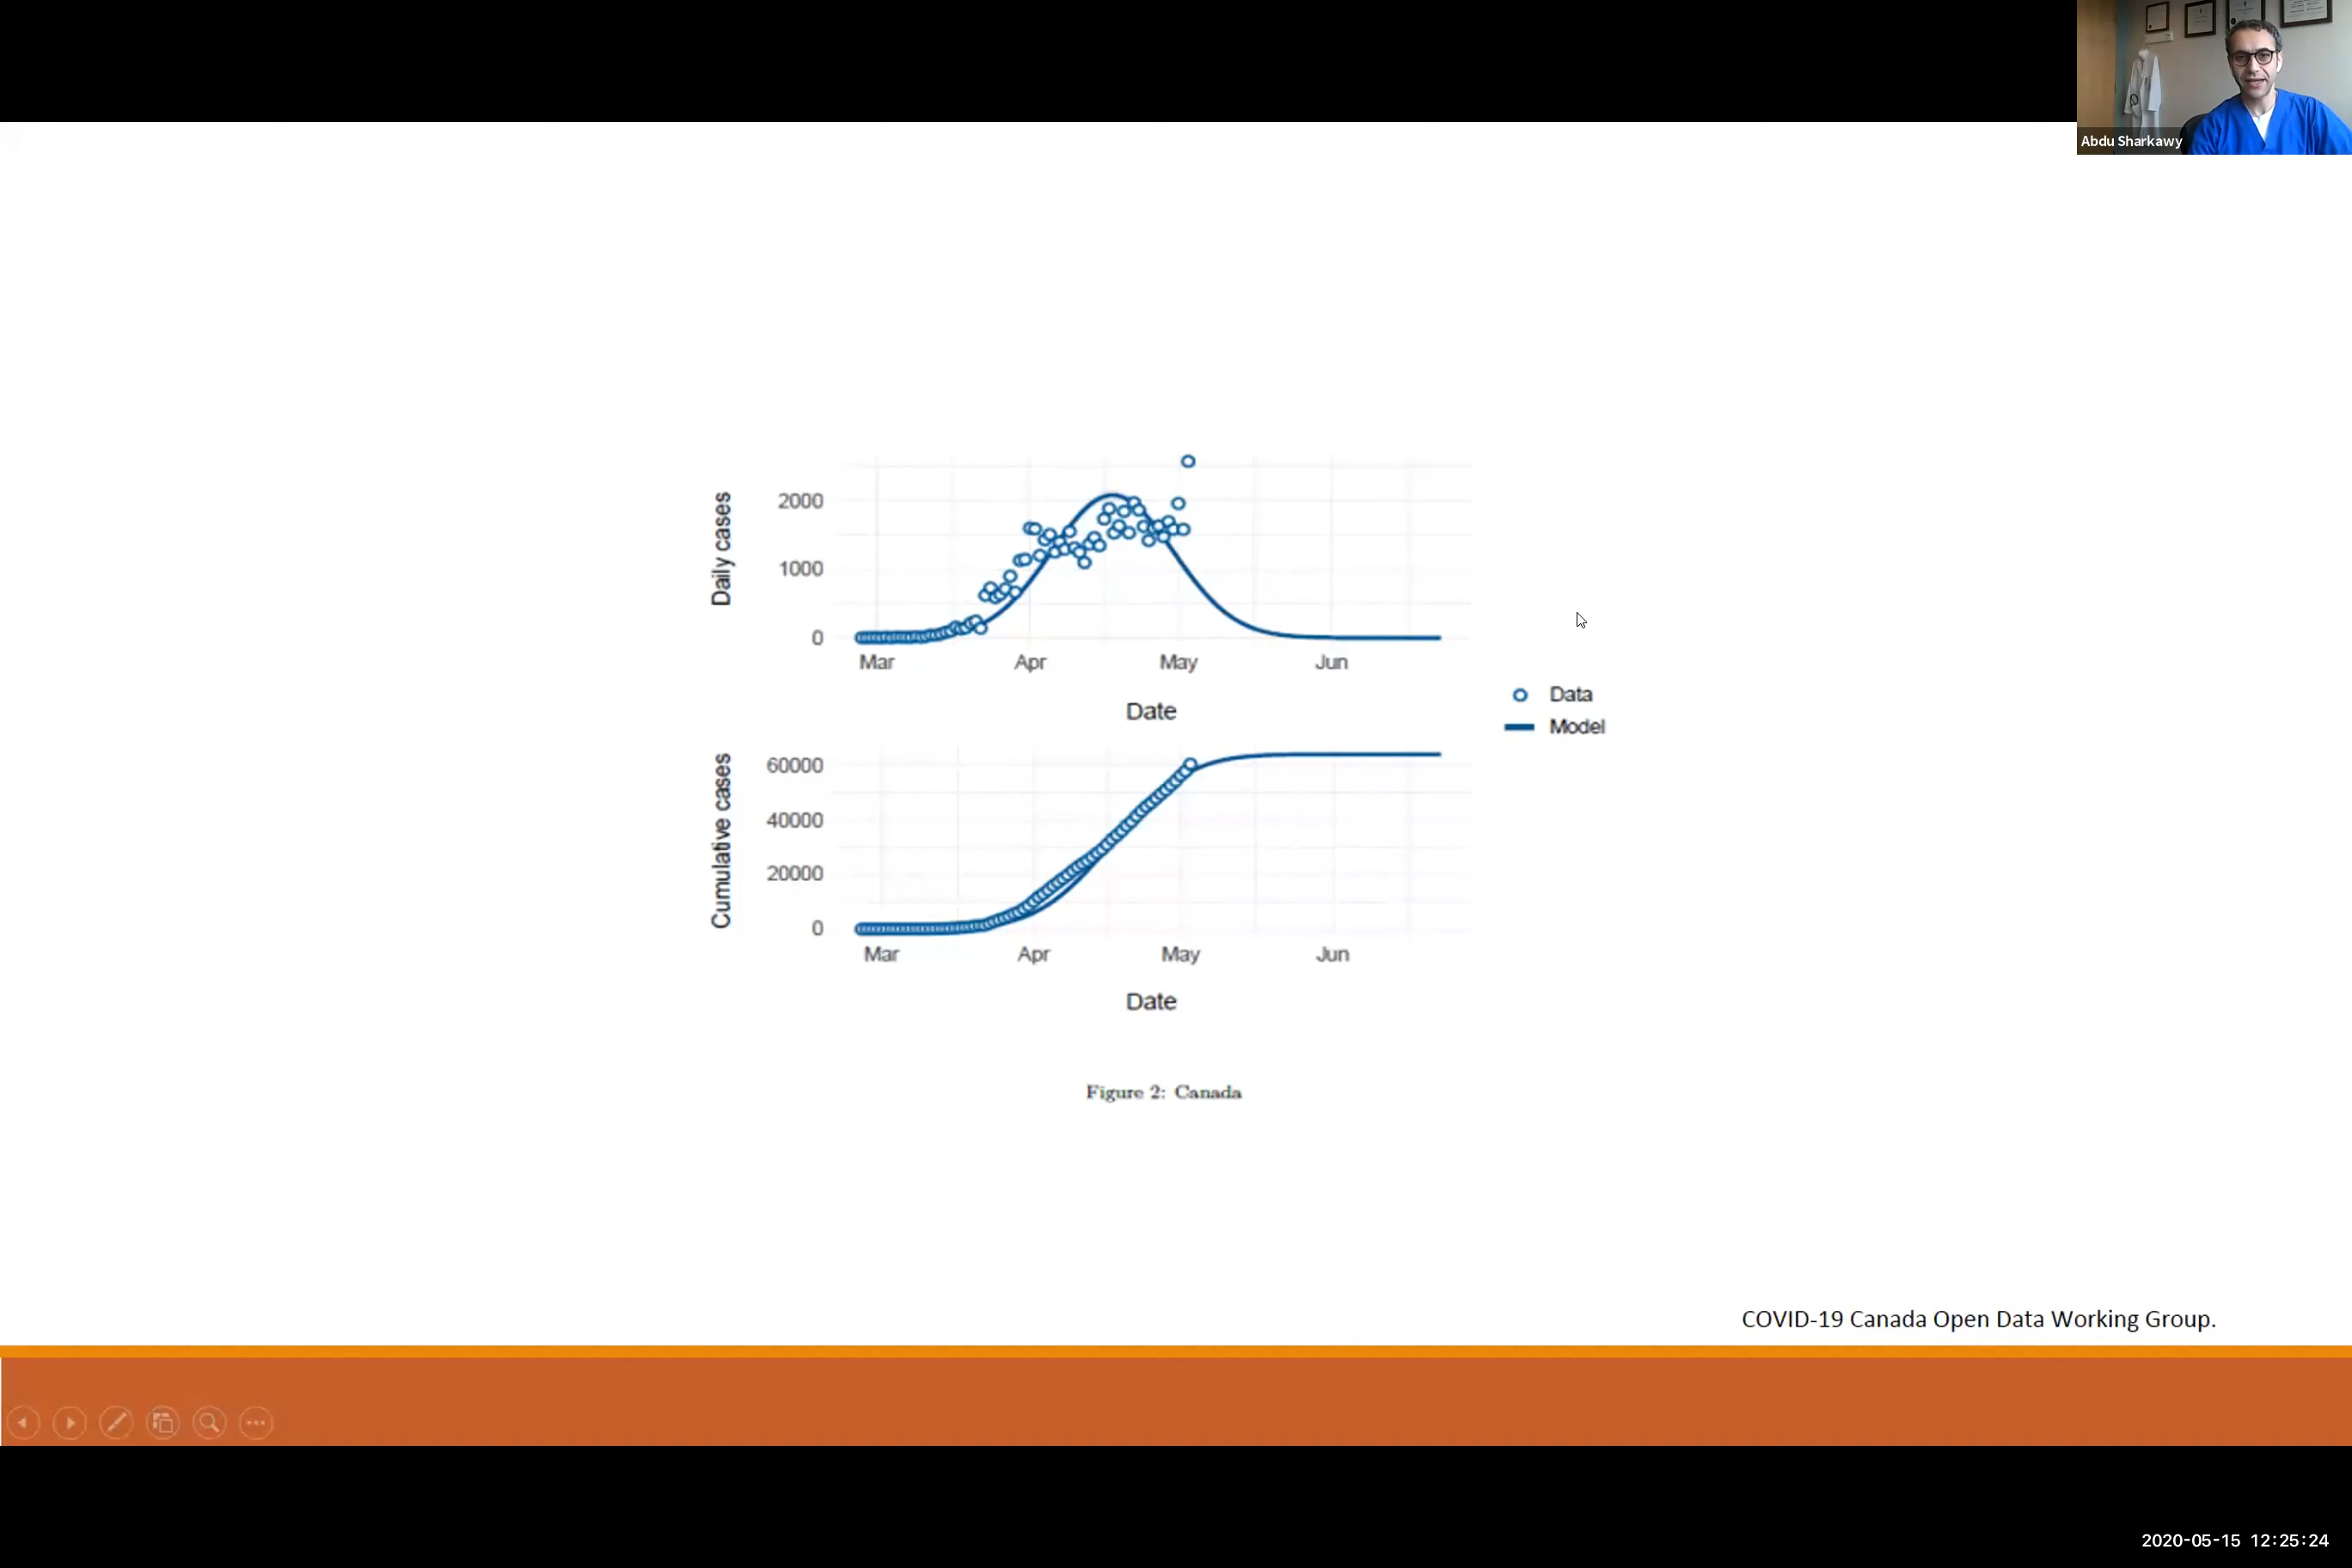 Abdu Sharkawy
Daily cases
2000
1000
0
Mar Apr May Jun
Date
Data
Model
Cumulative cases
60000
40000
20000
0
Mar Apr May Jun
Date
Figure 2: Canada
COVID-19 Canada Open Data Working Group.
2020-05-15 12:25:24